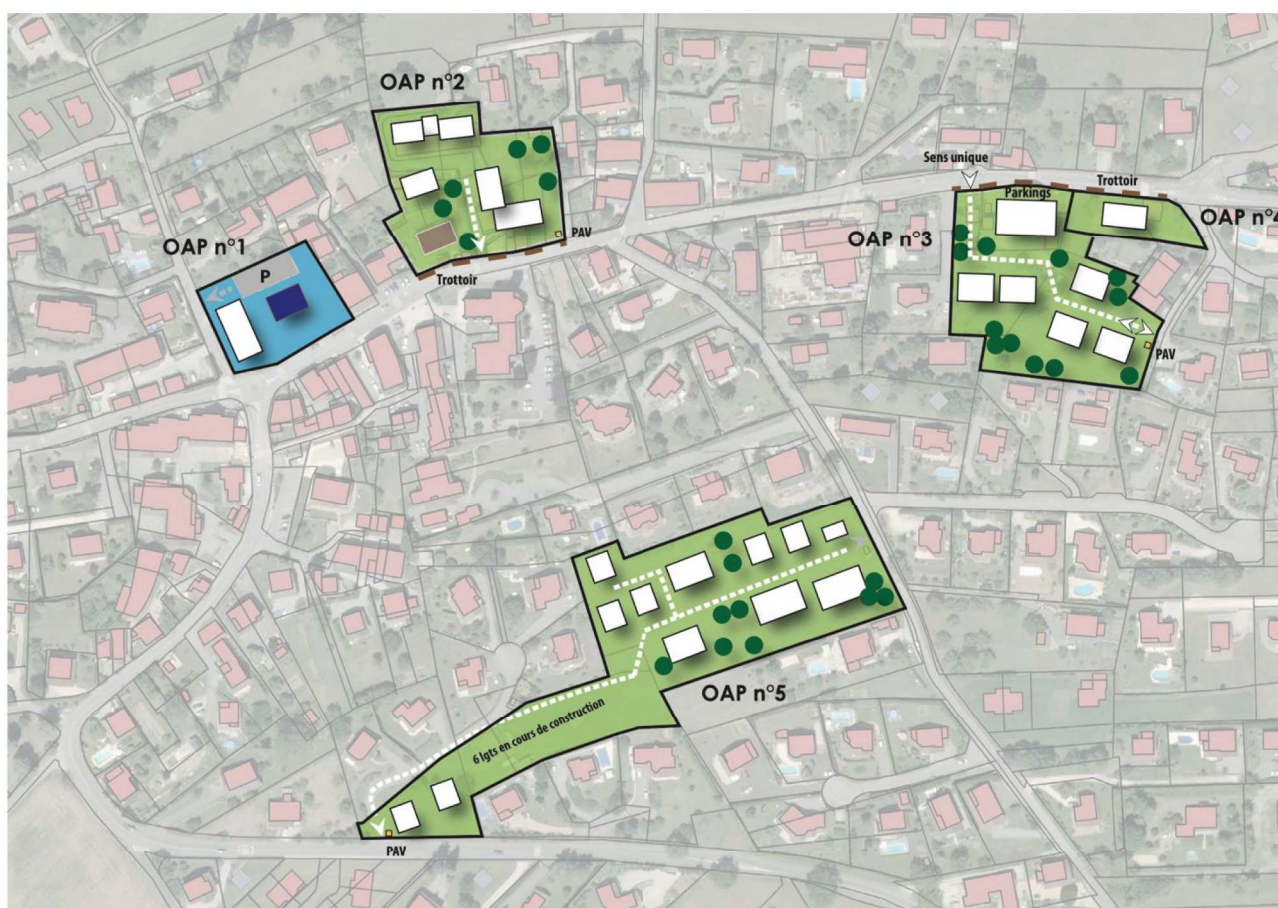 OAP n°2
Sens unique
Trottoir
Parkings
OAP n°4
PAV
OAP n°3
OAP n°1
P
Trottoir
PAV
OAP n°5
6 lgts en cours de construction
PAV